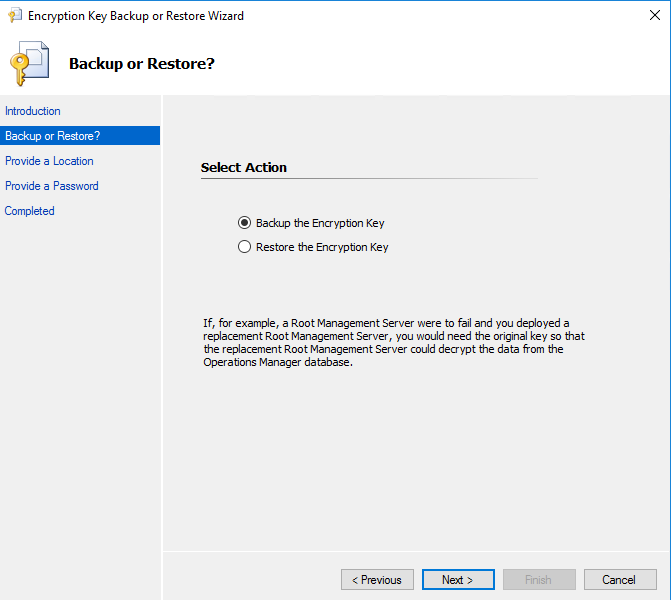 Encryption Key Backup or Restore Wizard
Backup or Restore?
Introduction
Backup or Restore?
Provide a Location
Provide a Password
Completed
Select Action
Backup the Encryption Key
Restore the Encryption Key
If, for example, a Root Management Server were to fail and you deployed a
replacement Root Management Server, you would need the original key so that
the replacement Root Management Server could decrypt the data from the
Operations Manager database.
< Previous
Next >
Finish
Cancel